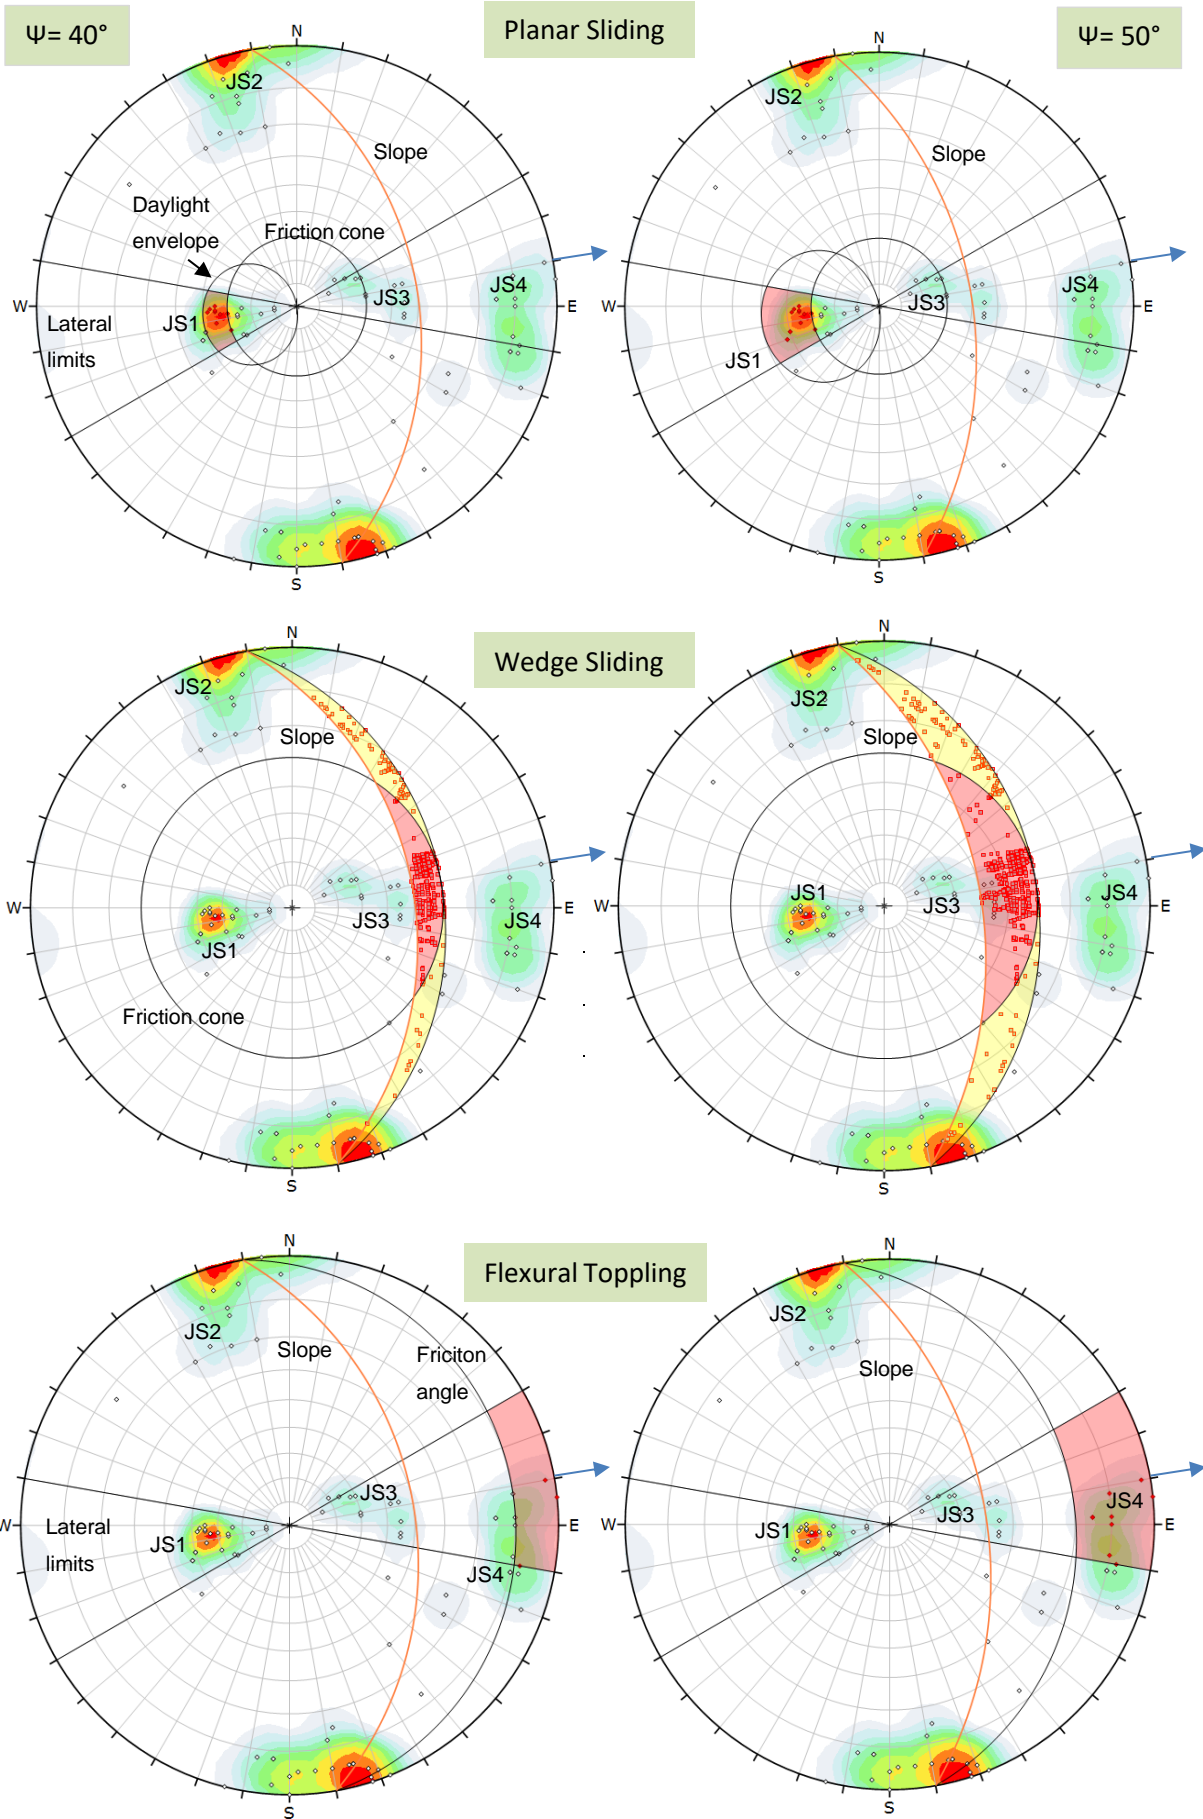 Ψ= 40°
Planar Sliding
Ψ= 50°
N
JS2
Slope
Daylight
envelope
Friction cone
JS4
JS3
W
E
Lateral
limits
JS1
S
N
JS2
Slope
JS4
JS3
W
E
JS1
S
Wedge Sliding
N
JS2
Slope
W
E
JS3
JS4
JS1
Friction cone
S
N
JS2
Slope
JS1
JS3
JS4
W
E
S
Flexural Toppling
N
JS2
Slope
Friciton
angle
JS3
W
E
Lateral
limits
JS1
JS4
S
N
JS2
Slope
JS4
JS3
JS1
W
E
S